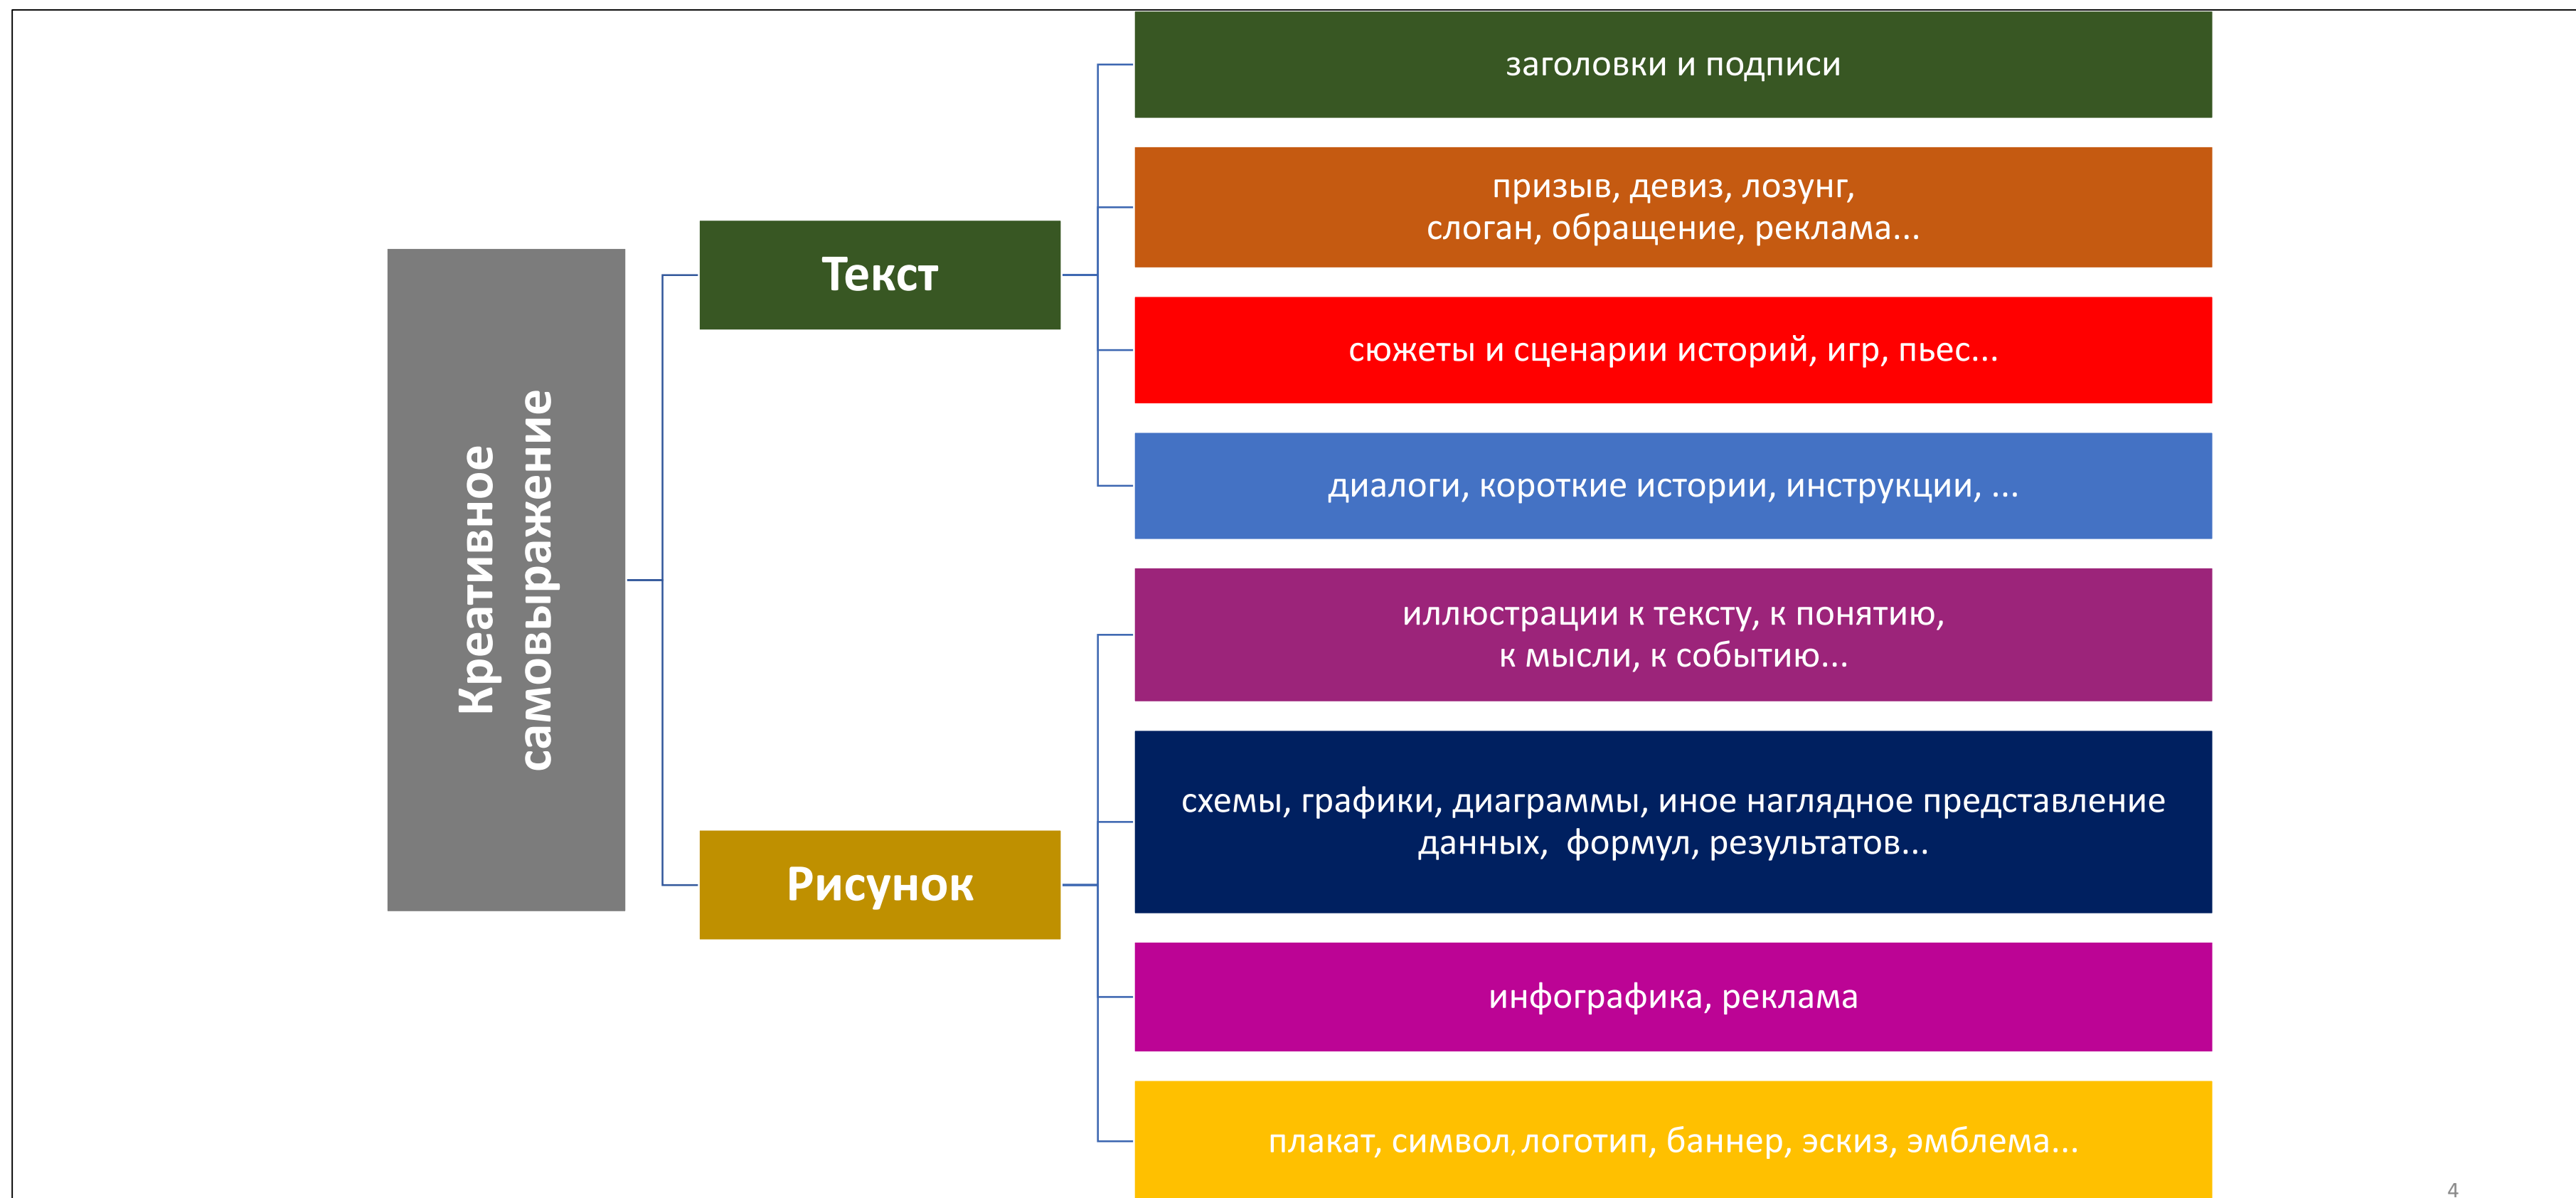 Креативное
самовыражение
Текст
заголовки и подписи
призыв, девиз, лозунг,
слоган, обращение, реклама...
сюжеты и сценарии историй, игр, пьес...
диалоги, короткие истории, инструкции, ...
Рисунок
иллюстрации к тексту, к понятию,
к мысли, к событию...
схемы, графики, диаграммы, иное наглядное представление
данных,  формул, результатов...
инфографика, реклама
плакат, символ, логотип, баннер, эскиз, эмблема...
4